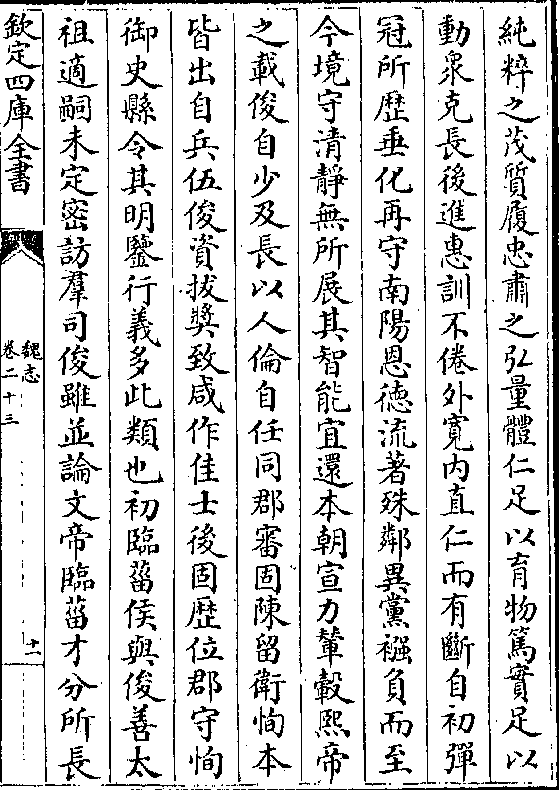 純粹之茂質履忠肅之弘量體仁足以育物篤實足以
動衆克長後進惠訓不倦外寬内直仁而有斷自初彈
冠所歴垂化再守南陽恩德流著殊鄰異黨襁負而至
今境守清靜無所展其智能宜還本朝宣力輦轂熙帝
之載俊自少及長以人倫自任同郡審固陳留衛恂本
皆出自兵伍俊資拔奬致咸作佳士後固歴位郡守恂
御史縣令其明鑒行義多此類也初臨菑侯與俊善太
祖適嗣未定密訪羣司俊雖並論文帝臨菑才分所長
欽定四庫全書
魏志
卷二十三
十一